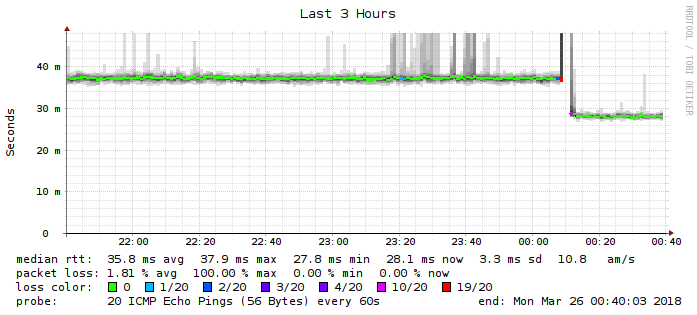 Last 3 Hours
RRDTOOL / TOBI OETIKER
Seconds
40 m
30 m
20 m
10 m
0
22:00 22:20 22:40 23:00 23:20 23:40 00:00 00:20 00:40
median rtt: 35.8 ms avg 37.9 ms max 27.8 ms min 28.1 ms now 3.3 ms sd 10.8 am/s
packet loss: 1.81 % avg 100.00 % max 0.00 % min 0.00 % now
loss color: 0 1/20 2/20 3/20 4/20 10/20 19/20
probe: 20 ICMP Echo Pings (56 Bytes) every 60s end: Mon Mar 26 00:40:03 2018